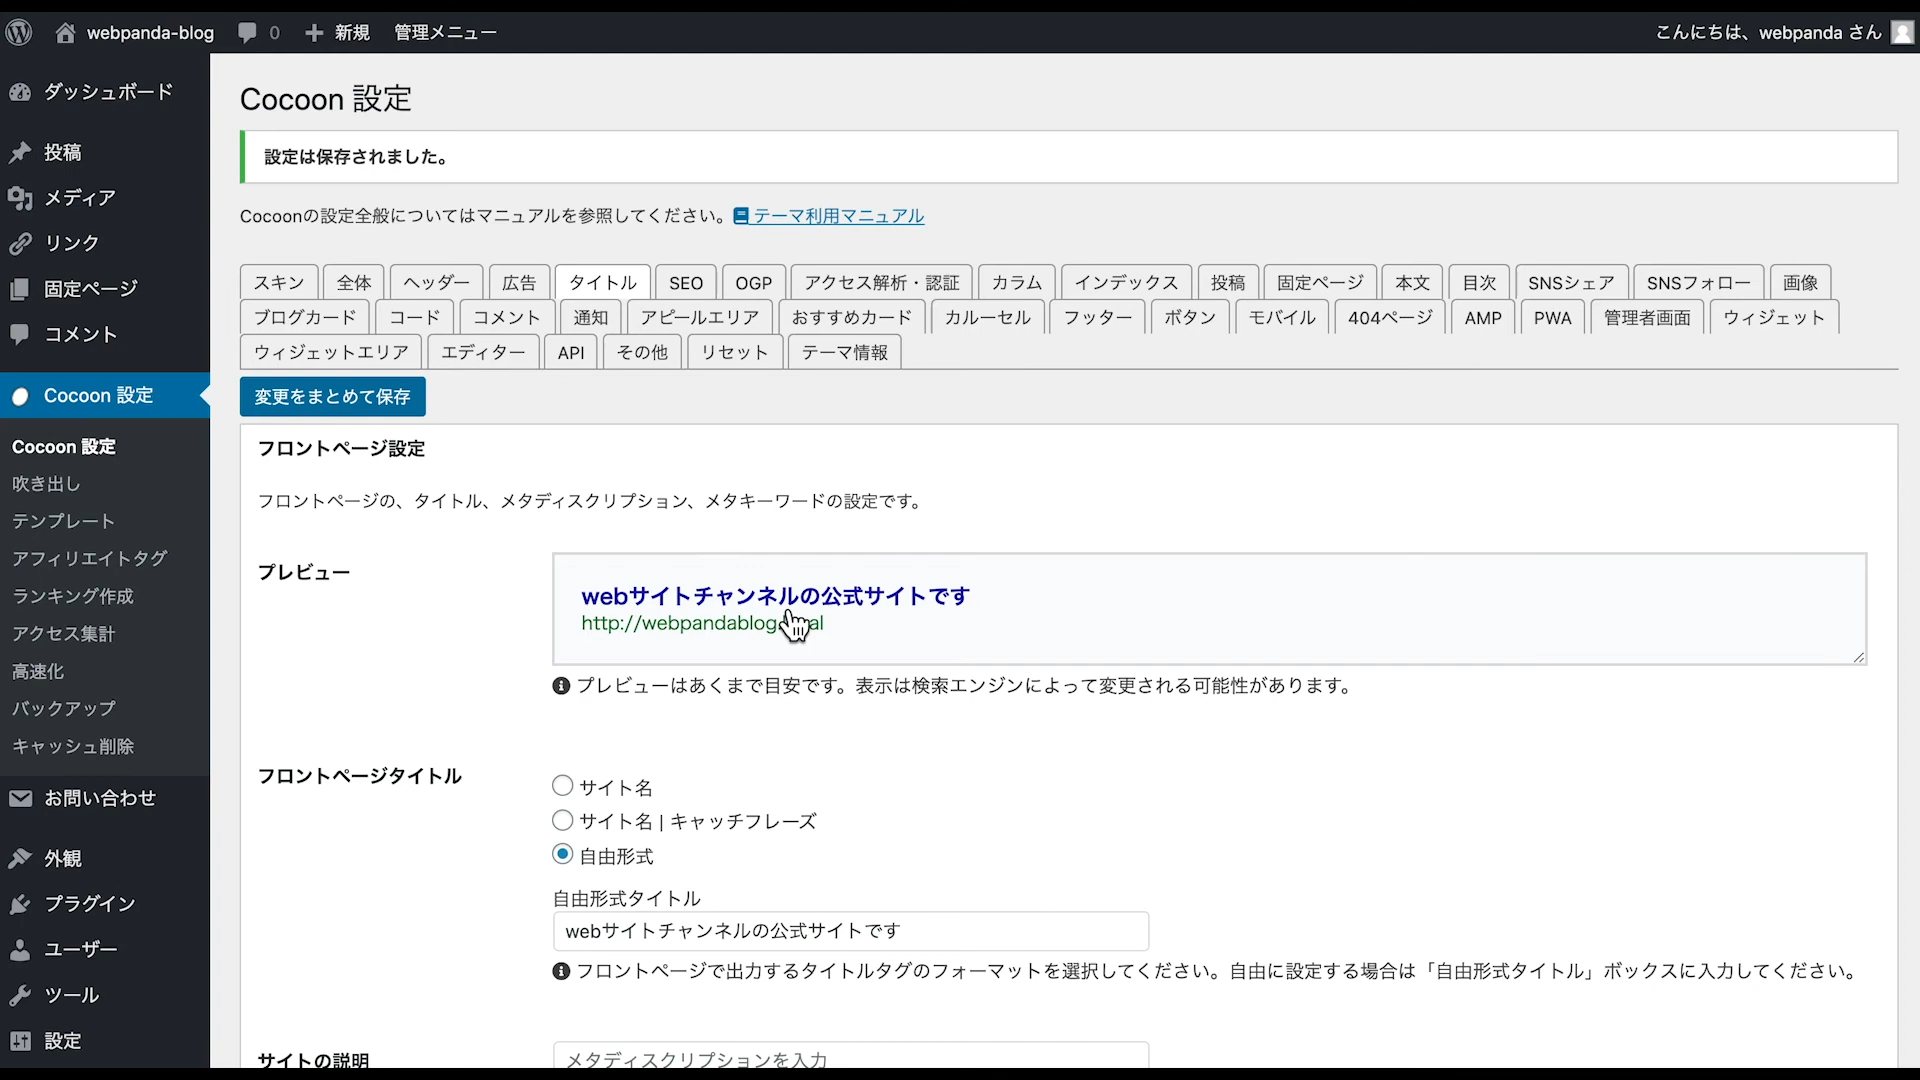 webpanda-blog 0 新規 管理メニュー こんにちは、webpanda さん
ダッシュボード
投稿
メディア
リンク
固定ページ
コメント
Cocoon 設定
Cocoon 設定
吹き出し
テンプレート
アフィリエイトタグ
ランキング作成
アクセス集計
高速化
バックアップ
キャッシュ削除
お問い合わせ
外観
プラグイン
ユーザー
ツール
設定
Cocoon 設定
設定は保存されました。
Cocoonの設定全般についてはマニュアルを参照してください。 テーマ利用マニュアル
スキン 全体 ヘッダー 広告 タイトル SEO OGP アクセス解析・認証 カラム インデックス 投稿 固定ページ 本文 目次 SNSシェア SNSフォロー 画像
ブログカード コード コメント 通知 アピールエリア おすすめカード カルーセル フッター ボタン モバイル 404ページ AMP PWA 管理者画面 ウィジェット
ウィジェットエリア エディター API その他 リセット テーマ情報
変更をまとめて保存
フロントページ設定
フロントページの、タイトル、メタディスクリプション、メタキーワードの設定です。
プレビュー
webサイトチャンネルの公式サイトです
http://webpandablog al
プレビューはあくまで目安です。表示は検索エンジンによって変更される可能性があります。
フロントページタイトル
サイト名
サイト名 | キャッチフレーズ
自由形式
自由形式タイトル
webサイトチャンネルの公式サイトです
フロントページで出力するタイトルタグのフォーマットを選択してください。自由に設定する場合は「自由形式タイトル」ボックスに入力してください。
サイトの説明
メタディスクリプションを入力